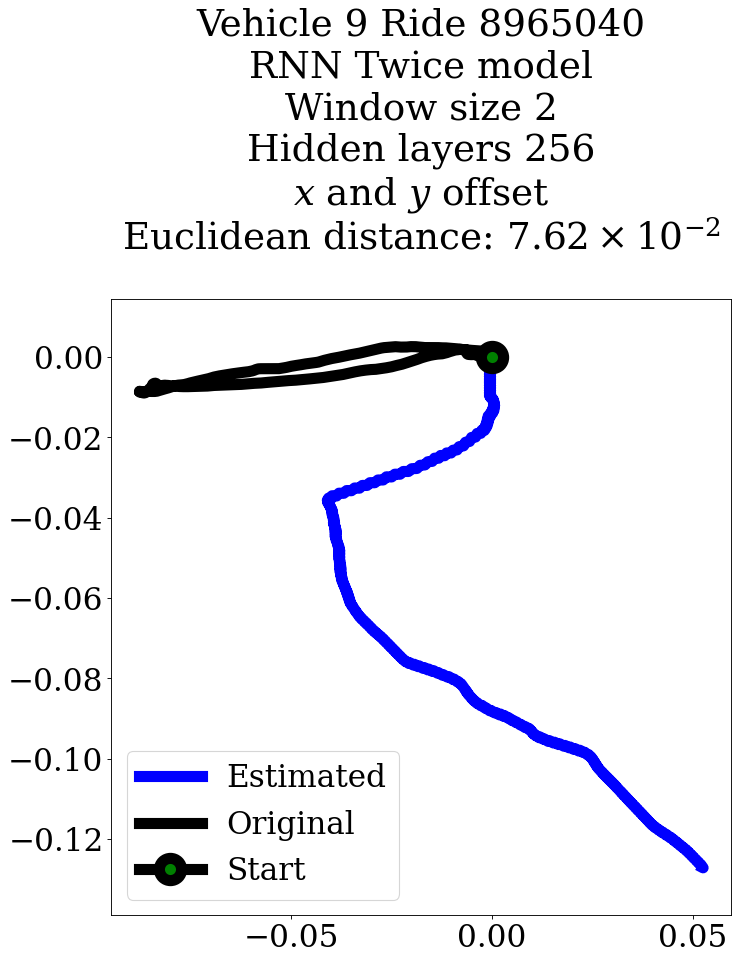 Vehicle 9 Ride 8965040
RNN Twice model
Window size 2
Hidden layers 256
x and y offset
Euclidean distance: 7.62 × 10⁻²
0.00
−0.02
−0.04
−0.06
−0.08
−0.10
−0.12
Estimated
Original
Start
−0.05 0.00 0.05